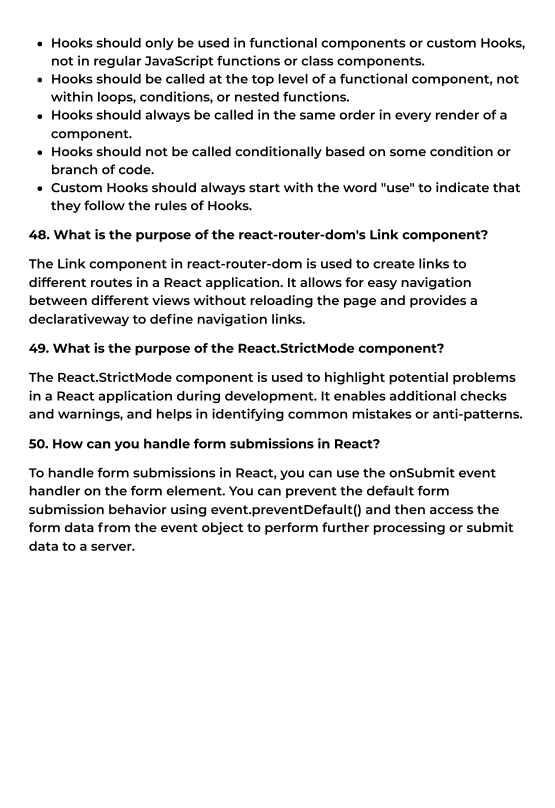 • Hooks should only be used in functional components or custom Hooks,
not in regular JavaScript functions or class components.
• Hooks should be called at the top level of a functional component, not
within loops, conditions, or nested functions.
• Hooks should always be called in the same order in every render of a
component.
• Hooks should not be called conditionally based on some condition or
branch of code.
• Custom Hooks should always start with the word "use" to indicate that
they follow the rules of Hooks.
48. What is the purpose of the react-router-dom's Link component?
The Link component in react-router-dom is used to create links to
different routes in a React application. It allows for easy navigation
between different views without reloading the page and provides a
declarativeway to define navigation links.
49. What is the purpose of the React.StrictMode component?
The React.StrictMode component is used to highlight potential problems
in a React application during development. It enables additional checks
and warnings, and helps in identifying common mistakes or anti-patterns.
50. How can you handle form submissions in React?
To handle form submissions in React, you can use the onSubmit event
handler on the form element. You can prevent the default form
submission behavior using event.preventDefault() and then access the
form data from the event object to perform further processing or submit
data to a server.